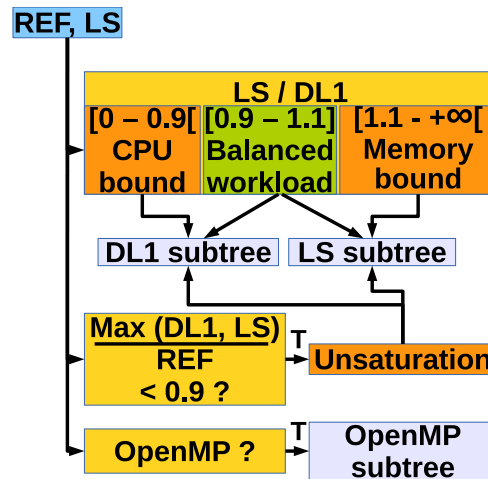 REF, LS
LS / DL1
[0 – 0.9[
CPU
bound
[0.9 – 1.1]
Balanced
workload
[1.1 - +∞[
Memory
bound
DL1 subtree
LS subtree
Max (DL1, LS)
REF
< 0.9 ?
T
Unsaturation
OpenMP ?
T
OpenMP
subtree